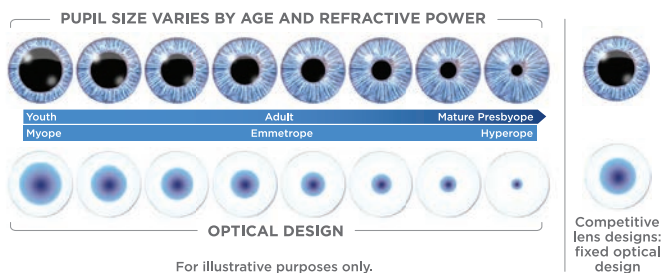 PUPIL SIZE VARIES BY AGE AND REFRACTIVE POWER
Youth Adult Mature Presbyope
Myope Emmetrope Hyperope
OPTICAL DESIGN
For illustrative purposes only.
Competitive
lens designs:
fixed optical
design